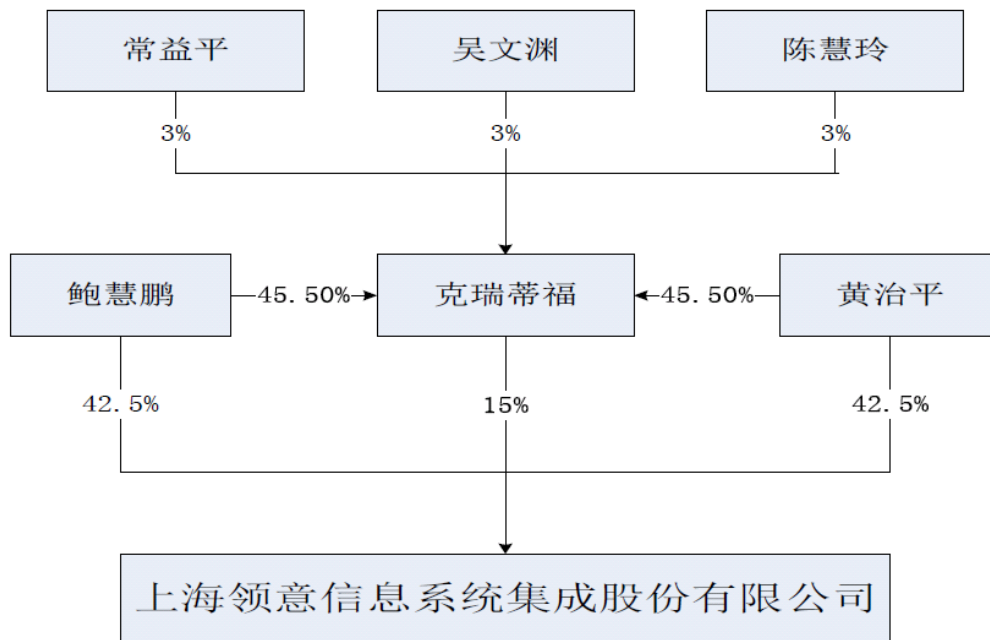 常益平
吴文渊
陈慧玲
3%
3%
3%
鲍慧鹏
45.50%
克瑞蒂福
45.50%
黄治平
42.5%
15%
42.5%
上海领意信息系统集成股份有限公司